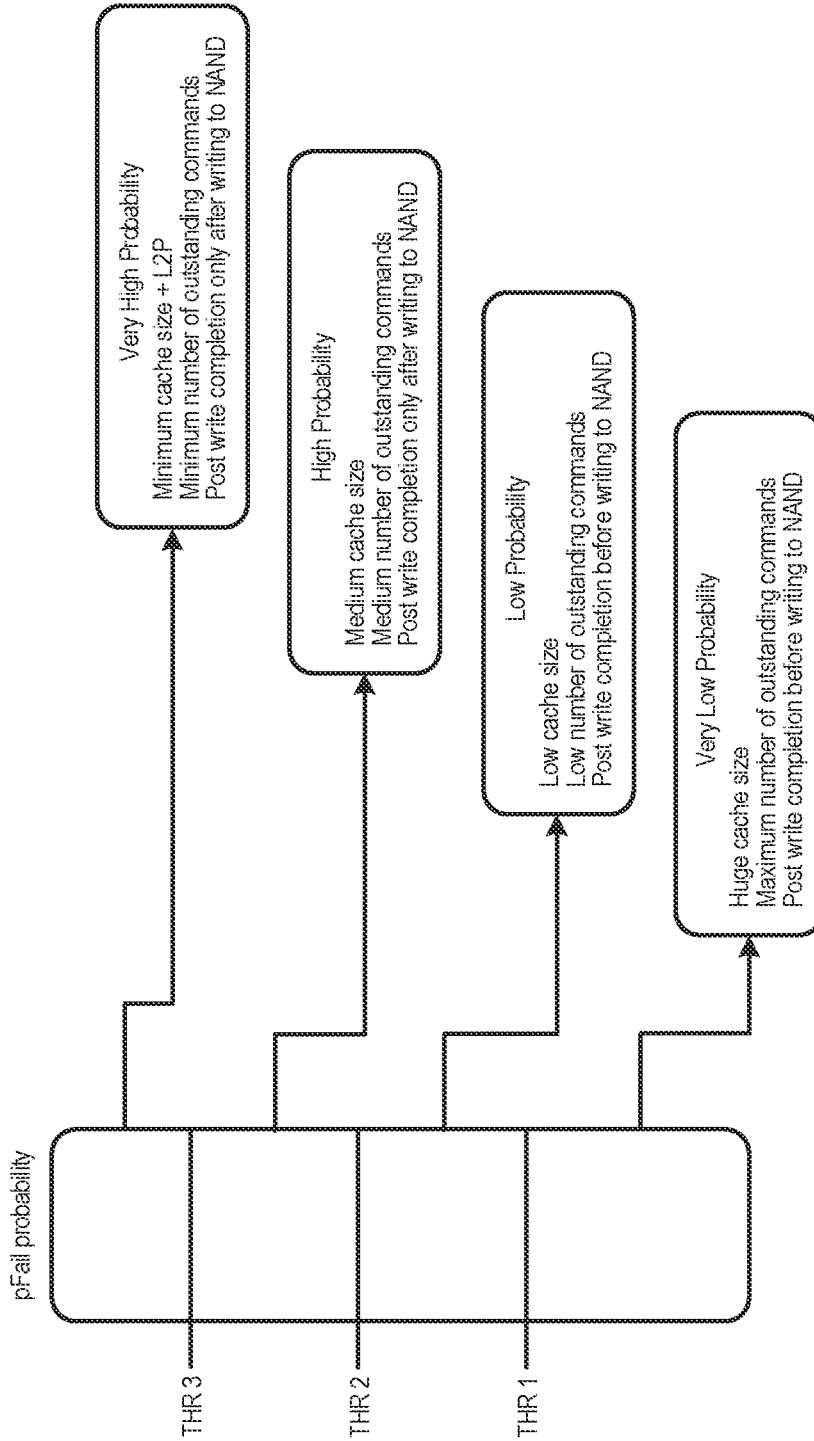 pFail probability
THR 3
THR 2
THR 1
Very High Probability
Minimum cache size + L2P
Minimum number of outstanding commands
Post write completion only after writing to NAND
High Probability
Medium cache size
Medium number of outstanding commands
Post write completion only after writing to NAND
Low Probability
Low cache size
Low number of outstanding commands
Post write completion before writing to NAND
Very Low Probability
Huge cache size
Maximum number of outstanding commands
Post write completion before writing to NAND